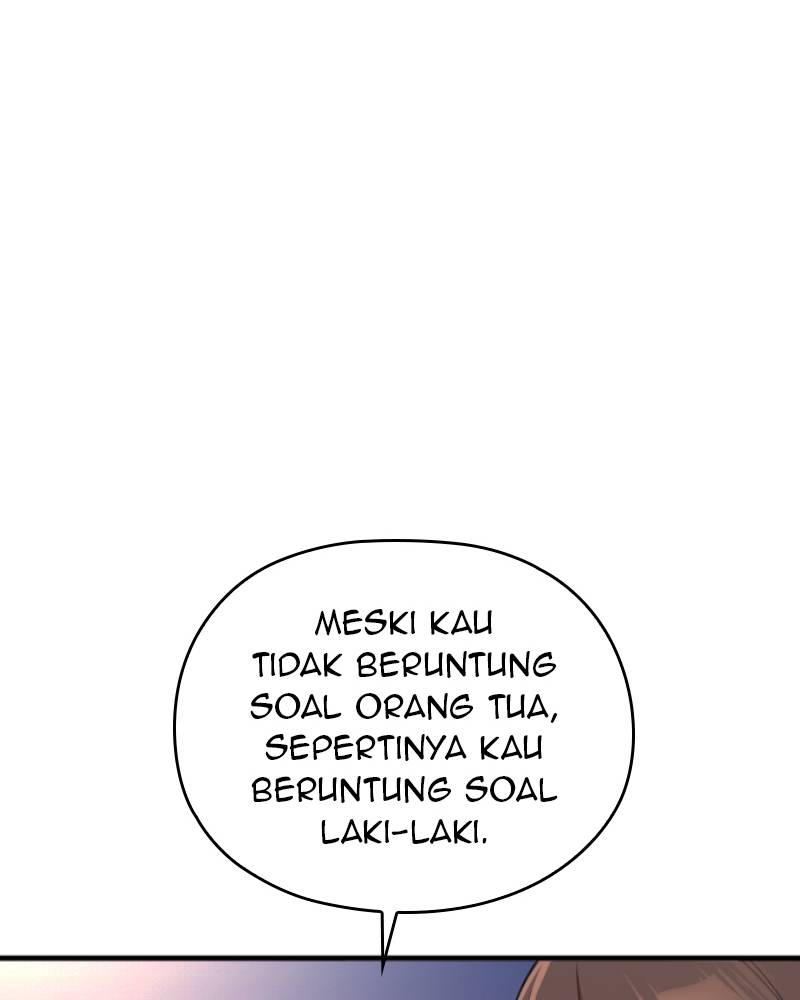 MESKI KAU
TIDAK BERUNTUNG
SOAL ORANG TUA,
SEPERTINYA KAU
BERUNTUNG SOAL
LAKI-LAKI.